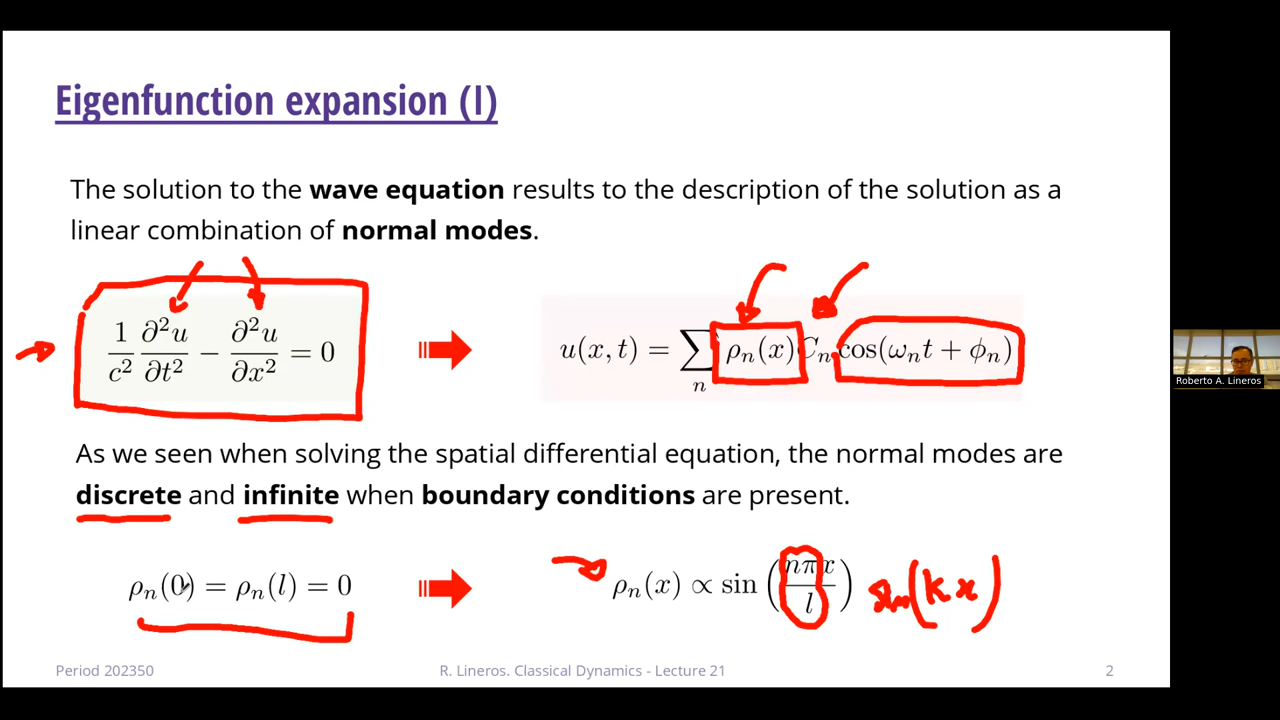 Eigenfunction expansion (I)
The solution to the wave equation results to the description of the solution as a
linear combination of normal modes.
1/c² ∂²u/∂t² − ∂²u/∂x² = 0
u(x, t) = ∑ₙ ρₙ(x) Cₙ cos(ωₙt + ϕₙ)
As we seen when solving the spatial differential equation, the normal modes are
discrete and infinite when boundary conditions are present.
ρₙ(0) = ρₙ(l) = 0
ρₙ(x) ∝ sin (nπx/l) sin(kx)
Period 202350
R. Lineros. Classical Dynamics - Lecture 21
2
Roberto A. Lineros